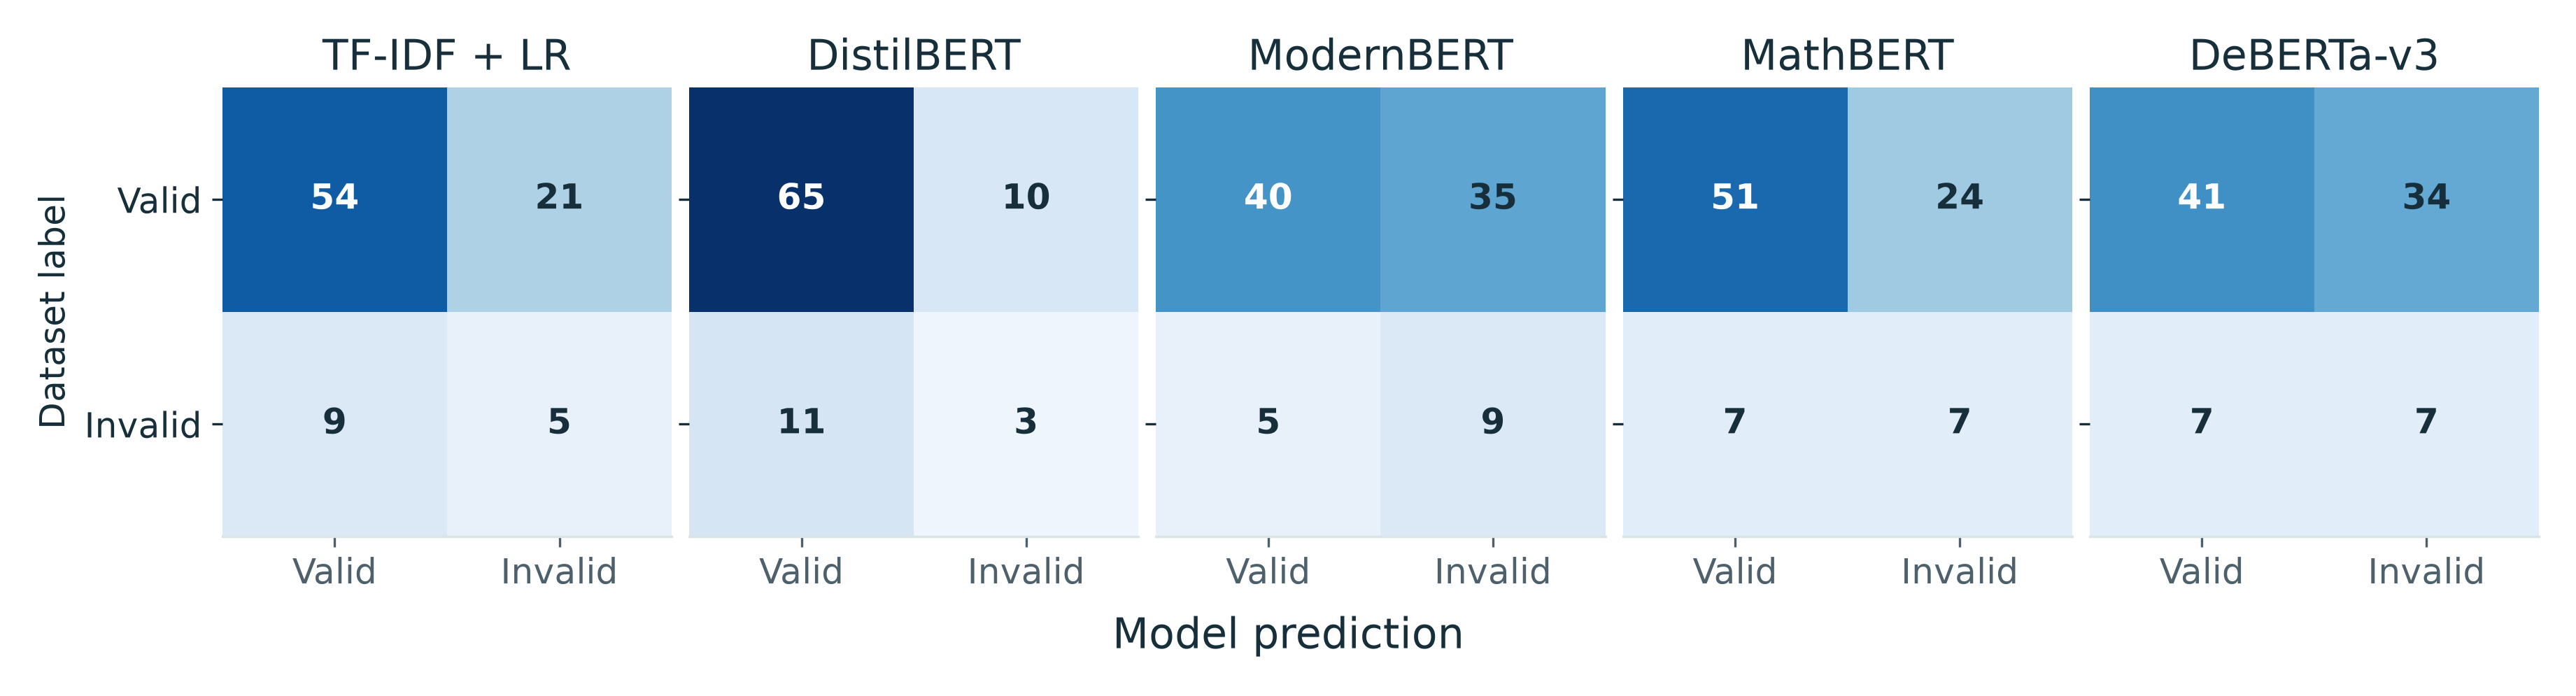 TF-IDF + LR DistilBERT ModernBERT MathBERT DeBERTa-v3
Dataset label
Valid 54 21 65 10 40 35 51 24 41 34
Invalid 9 5 11 3 5 9 7 7 7 7
Valid Invalid Valid Invalid Valid Invalid Valid Invalid Valid Invalid
Model prediction